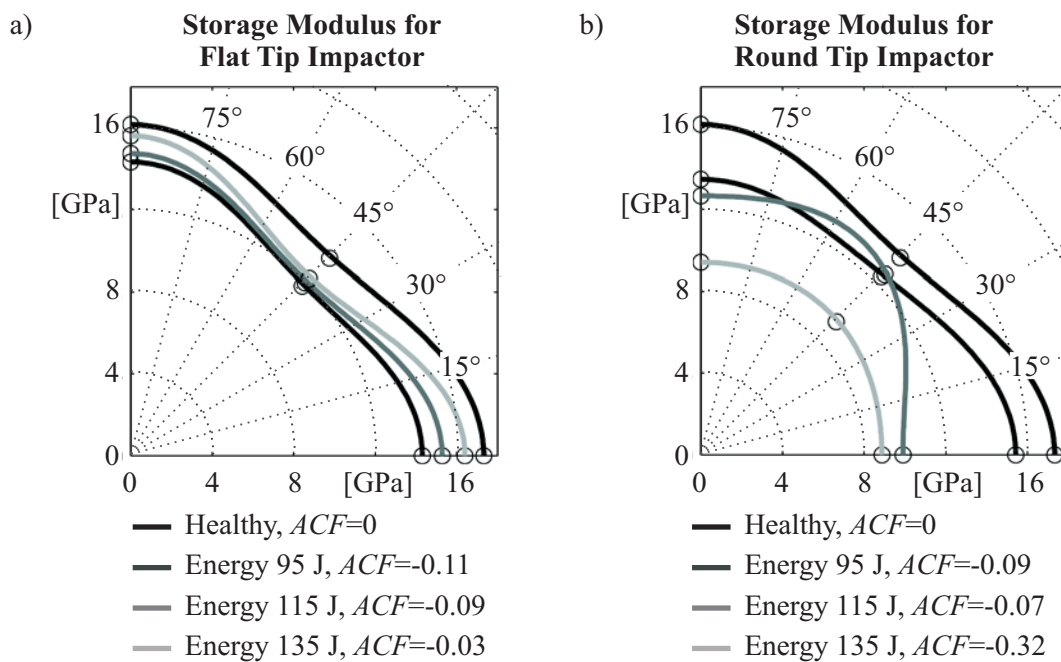 a)
Storage Modulus for
Flat Tip Impactor
75°
60°
45°
30°
15°
16
[GPa]
8
4
0
0
4
8
[GPa]
16
Healthy, ACF=0
Energy 95 J, ACF=-0.11
Energy 115 J, ACF=-0.09
Energy 135 J, ACF=-0.03
b)
Storage Modulus for
Round Tip Impactor
75°
60°
45°
30°
15°
16
[GPa]
8
4
0
0
4
8
[GPa]
16
Healthy, ACF=0
Energy 95 J, ACF=-0.09
Energy 115 J, ACF=-0.07
Energy 135 J, ACF=-0.32